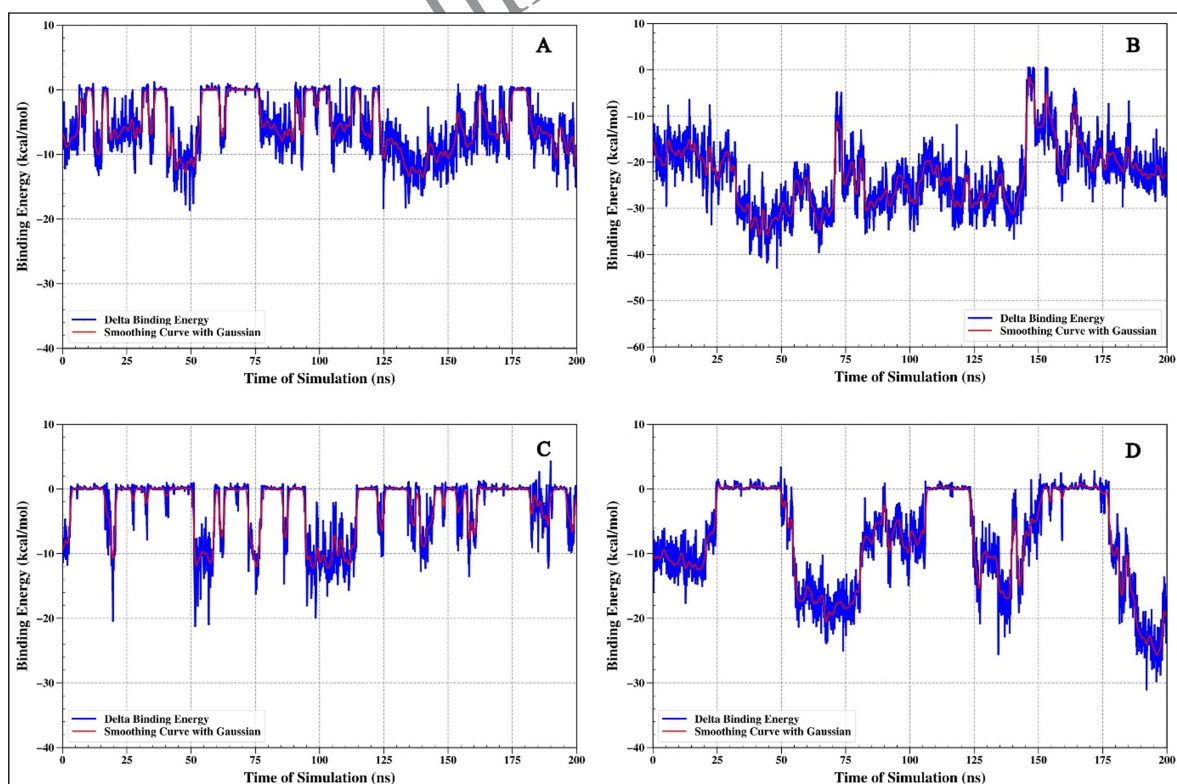 A
B
10
0
−10
−20
−30
−40
Binding Energy (kcal/mol)
Delta Binding Energy
Smoothing Curve with Gaussian
0 25 50 75 100 125 150 175 200
Time of Simulation (ns)
10
0
−10
−20
−30
−40
−50
−60
Binding Energy (kcal/mol)
Delta Binding Energy
Smoothing Curve with Gaussian
0 25 50 75 100 125 150 175 200
Time of Simulation (ns)
C
D
10
0
−10
−20
−30
−40
Binding Energy (kcal/mol)
Delta Binding Energy
Smoothing Curve with Gaussian
0 25 50 75 100 125 150 175 200
Time of Simulation (ns)
10
0
−10
−20
−30
−40
Binding Energy (kcal/mol)
Delta Binding Energy
Smoothing Curve with Gaussian
0 25 50 75 100 125 150 175 200
Time of Simulation (ns)